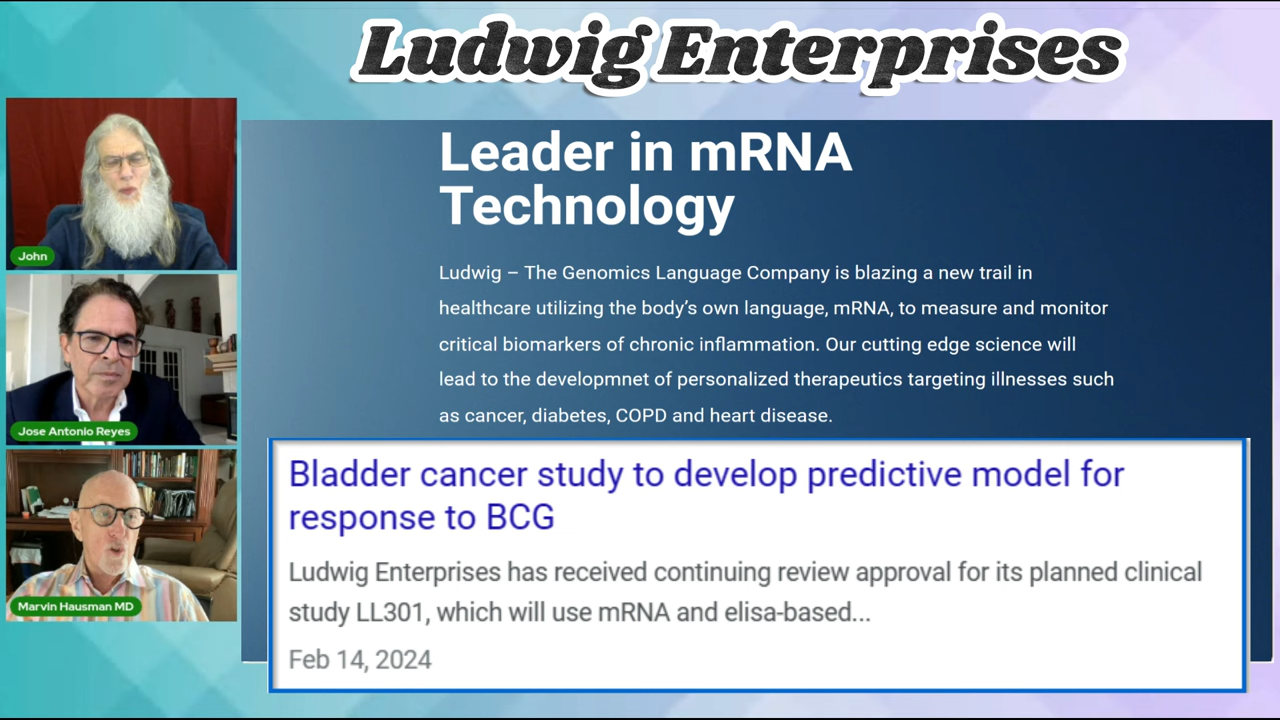 Ludwig Enterprises
John
Jose Antonio Reyes
Marvin Hausman MD
Leader in mRNA
Technology
Ludwig – The Genomics Language Company is blazing a new trail in
healthcare utilizing the body's own language, mRNA, to measure and monitor
critical biomarkers of chronic inflammation. Our cutting edge science will
lead to the developmnet of personalized therapeutics targeting illnesses such
as cancer, diabetes, COPD and heart disease.
Bladder cancer study to develop predictive model for
response to BCG
Ludwig Enterprises has received continuing review approval for its planned clinical
study LL301, which will use mRNA and elisa-based...
Feb 14, 2024